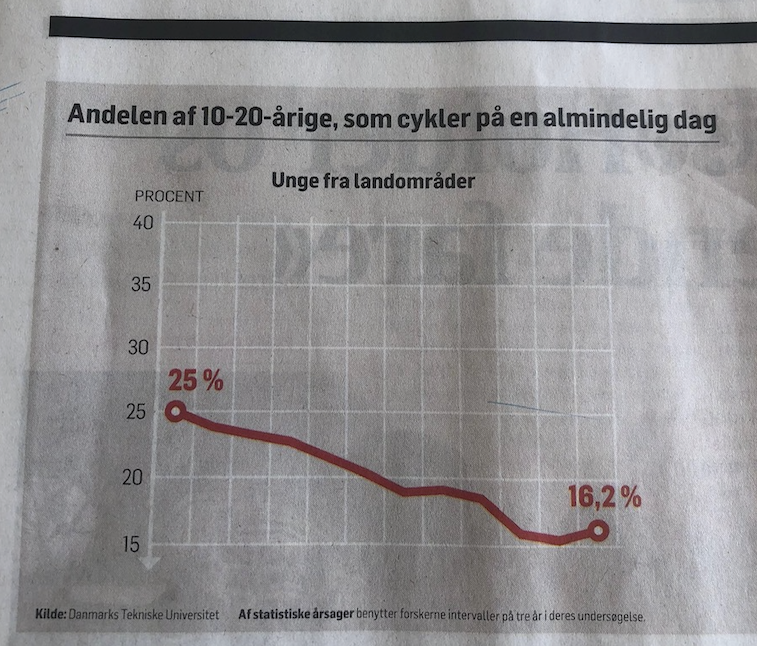 Andelen af 10-20-årige, som cykler på en almindelig dag
Unge fra landområder
PROCENT
40
35
30
25 %
25
20
16,2 %
15
Kilde: Danmarks Tekniske Universitet Af statistiske årsager benytter forskerne intervaller på tre år i deres undersøgelse.